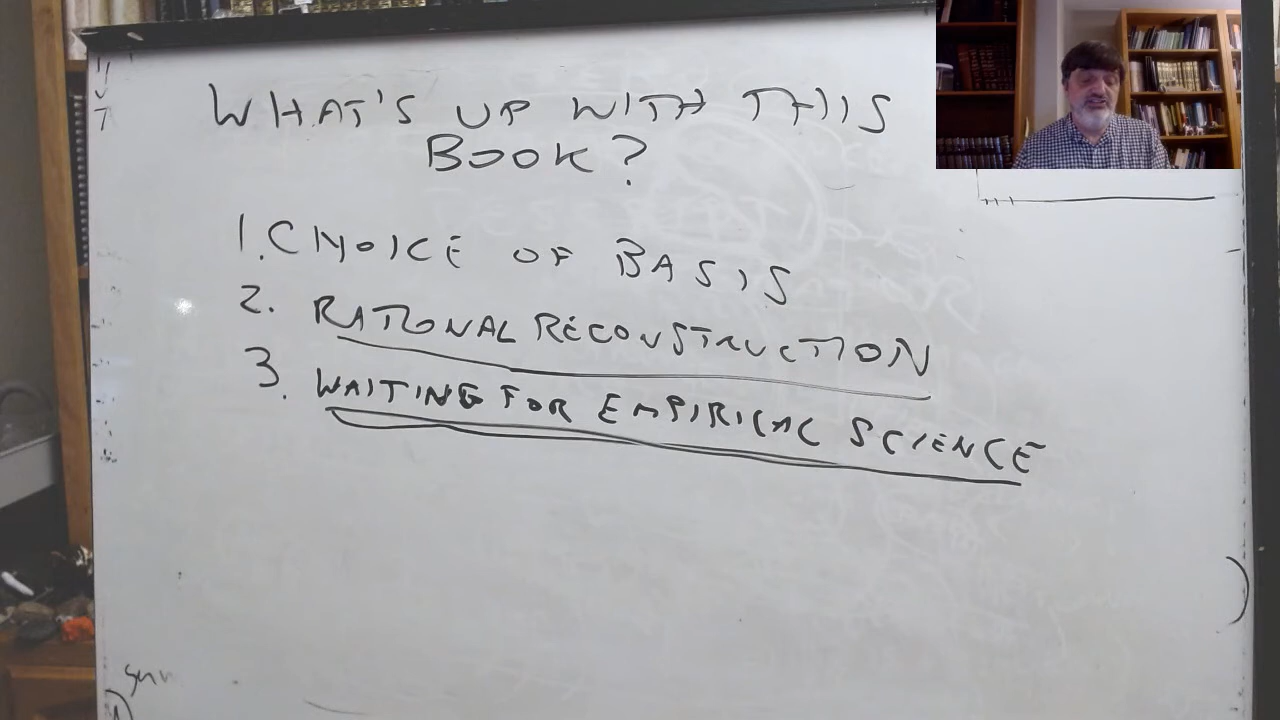 WHAT'S UP WITH THIS
BOOK?
1. CHOICE OF BASIS
2. RATIONAL RECONSTRUCTION
3. WAITING FOR EMPIRICAL SCIENCE